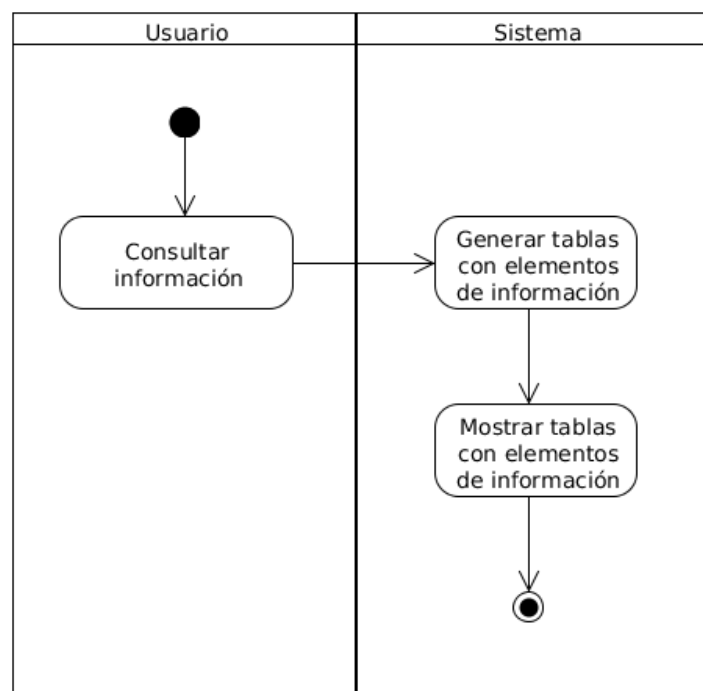 Usuario
Sistema
Consultar
información
Generar tablas
con elementos
de información
Mostrar tablas
con elementos
de información